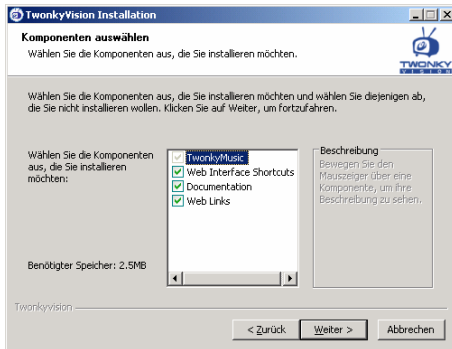 TwonkyVision Installation
Komponenten auswählen
Wählen Sie die Komponenten aus, die Sie installieren möchten.
TWONKY
VISION
Wählen Sie die Komponenten aus, die Sie installieren möchten und wählen Sie diejenigen ab,
die Sie nicht installieren wollen. Klicken Sie auf Weiter, um fortzufahren.
Wählen Sie die Komponenten
aus, die Sie installieren
möchten:
TwonkyMusic
Web Interface Shortcuts
Documentation
Web Links
Beschreibung
Bewegen Sie den
Mauszeiger über eine
Komponente, um ihre
Beschreibung zu sehen.
Benötigter Speicher: 2.5MB
Twonkyvision
< Zurück
Weiter >
Abbrechen